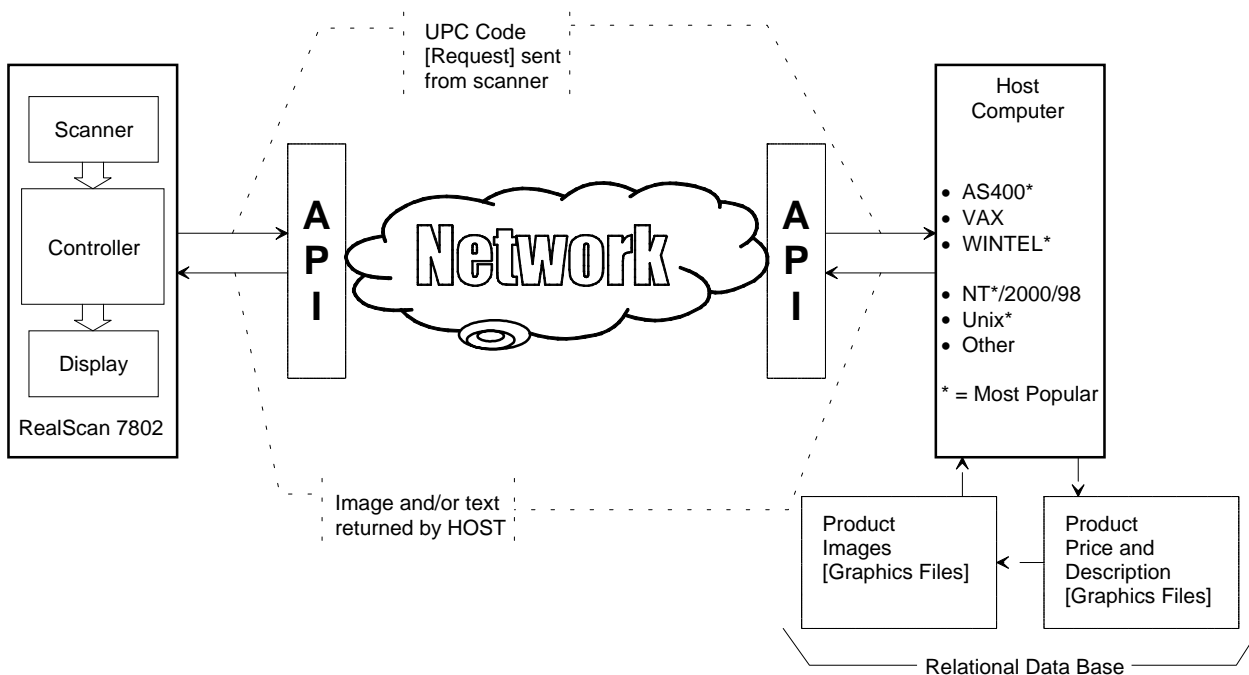 UPC Code
[Request] sent
from scanner
Scanner
Controller
Display
RealScan 7802
A
P
I
Network
A
P
I
Host
Computer
• AS400*
• VAX
• WINTEL*
• NT*/2000/98
• Unix*
• Other
* = Most Popular
Image and/or text
returned by HOST
Product
Images
[Graphics Files]
Product
Price and
Description
[Graphics Files]
Relational Data Base